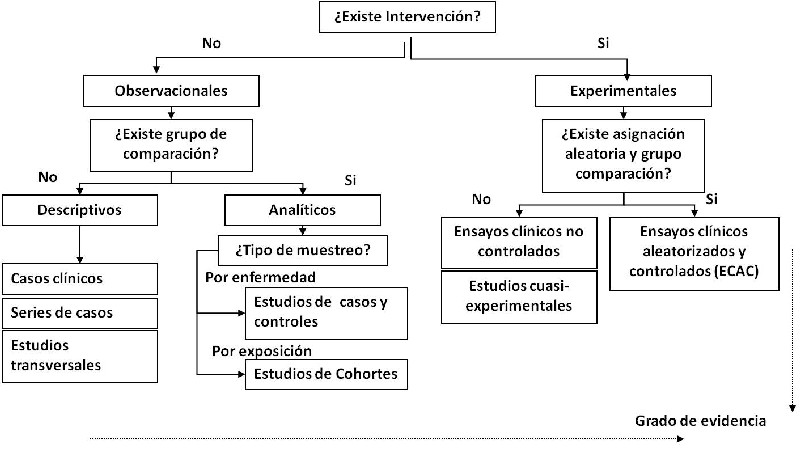 ¿Existe Intervención?
No
Si
Observacionales
Experimentales
¿Existe grupo de
comparación?
¿Existe asignación
aleatoria y grupo
comparación?
No
Si
No
Si
Descriptivos
Analíticos
¿Tipo de muestreo?
Ensayos clínicos no
controlados
Ensayos clínicos
aleatorizados y
controlados (ECAC)
Casos clínicos
Por enfermedad
Estudios cuasi-
experimentales
Series de casos
Estudios de casos y
controles
Estudios
transversales
Por exposición
Estudios de Cohortes
Grado de evidencia